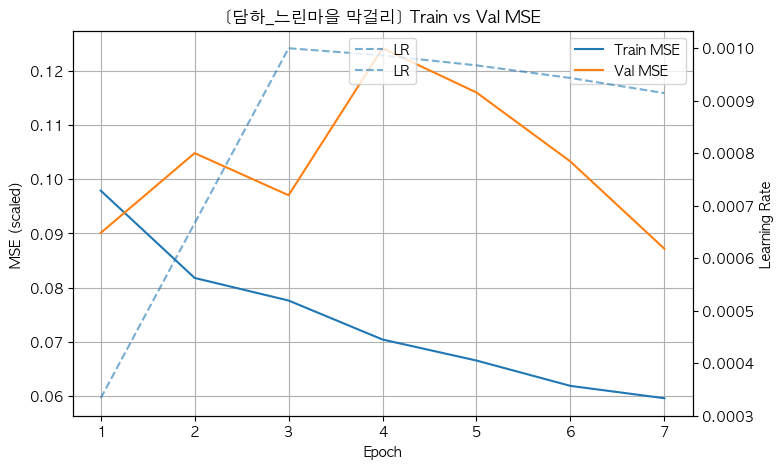 [담하_느린마을 막걸리] Train vs Val MSE
LR
LR
Train MSE
Val MSE
MSE (scaled)
0.12
0.11
0.10
0.09
0.08
0.07
0.06
0.0010
0.0009
0.0008
0.0007
0.0006
0.0005
0.0004
0.0003
Learning Rate
1 2 3 4 5 6 7
Epoch